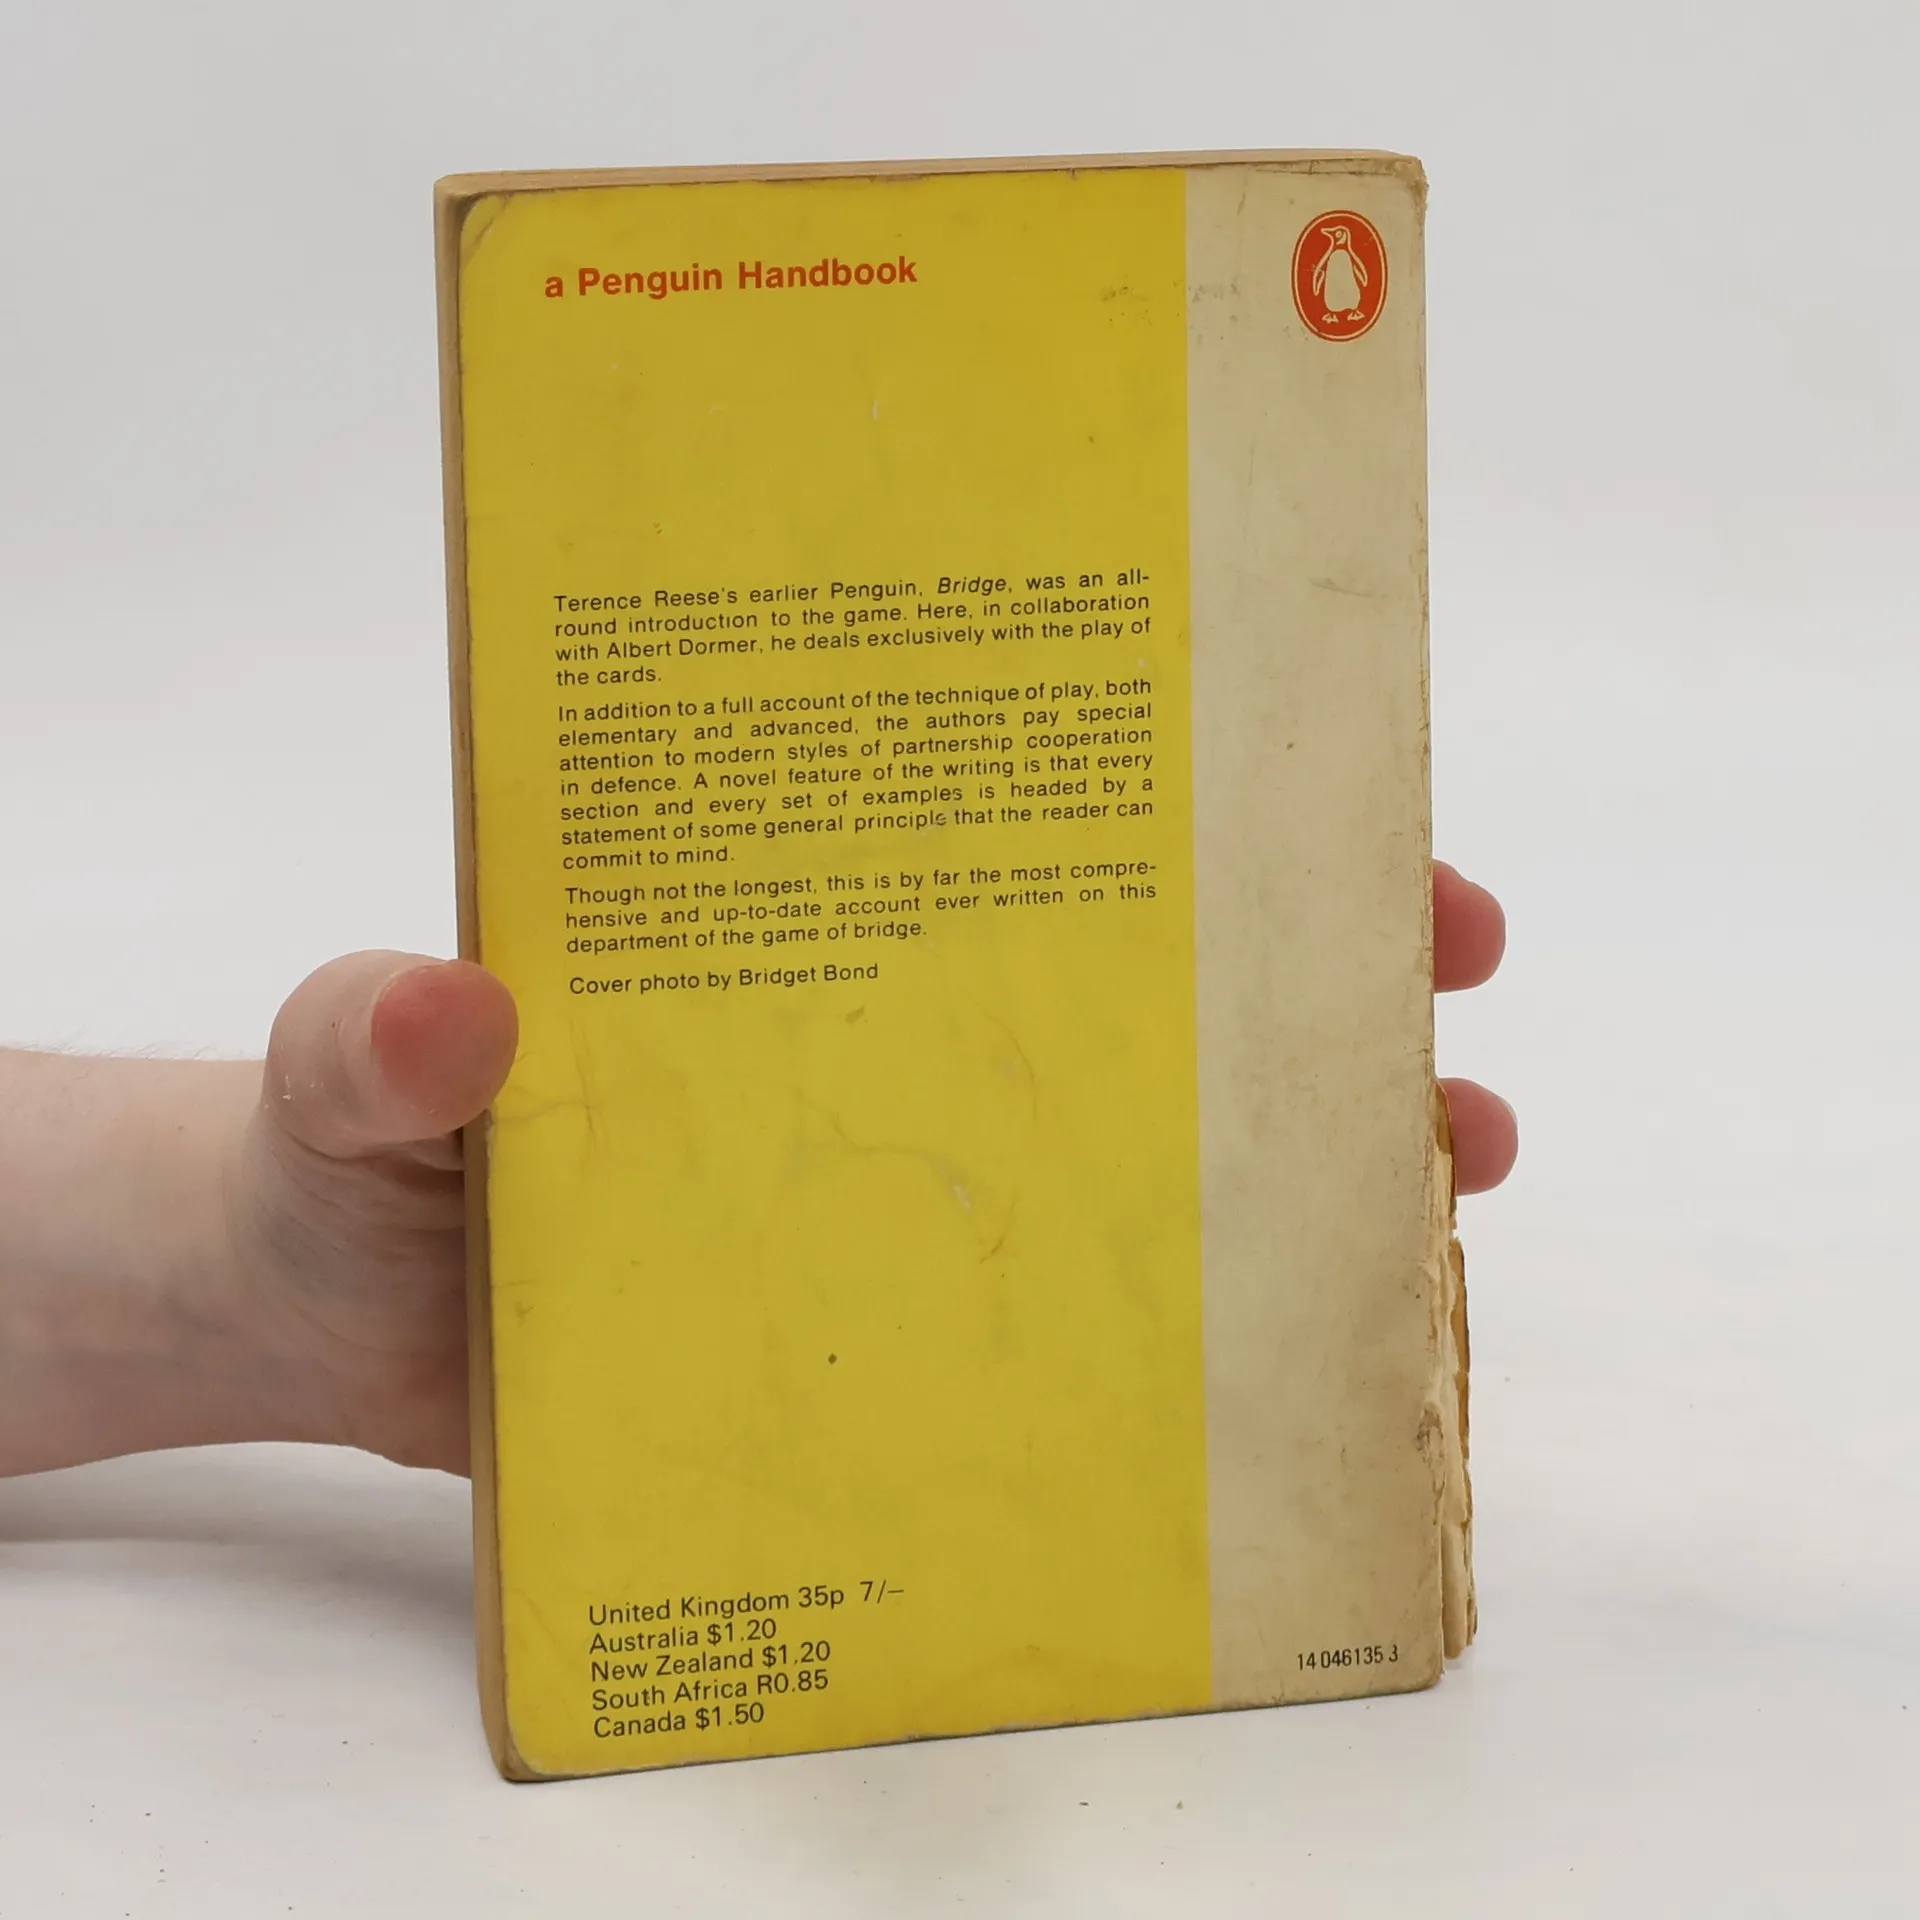 a Penguin Handbook
Terence Reese's earlier Penguin, Bridge, was an all-
round introduction to the game. Here, in collaboration
with Albert Dormer, he deals exclusively with the play of
the cards.
In addition to a full account of the technique of play, both
elementary and advanced, the authors pay special
attention to modern styles of partnership cooperation
in defence. A novel feature of the writing is that every
section and every set of examples is headed by a
statement of some general principle that the reader can
commit to mind.
Though not the longest, this is by far the most compre-
hensive and up-to-date account ever written on this
department of the game of bridge.
Cover photo by Bridget Bond
United Kingdom 35p 7/–
Australia $1.20
New Zealand $1.20
South Africa R0.85
Canada $1.50
14 046135 3